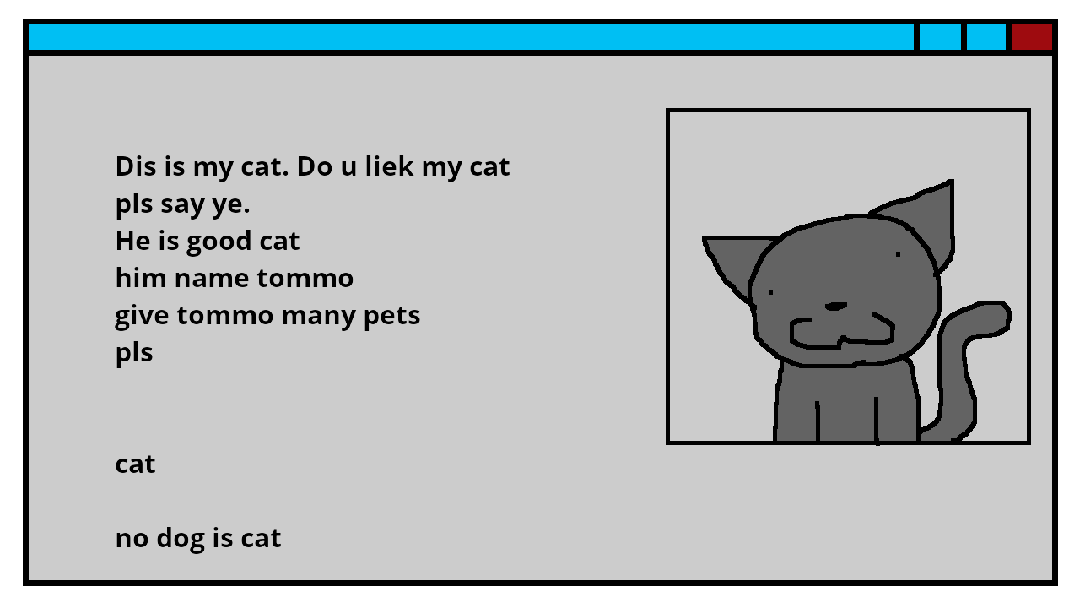 Dis is my cat. Do u liek my cat
pls say ye.
He is good cat
him name tommo
give tommo many pets
pls
cat
no dog is cat